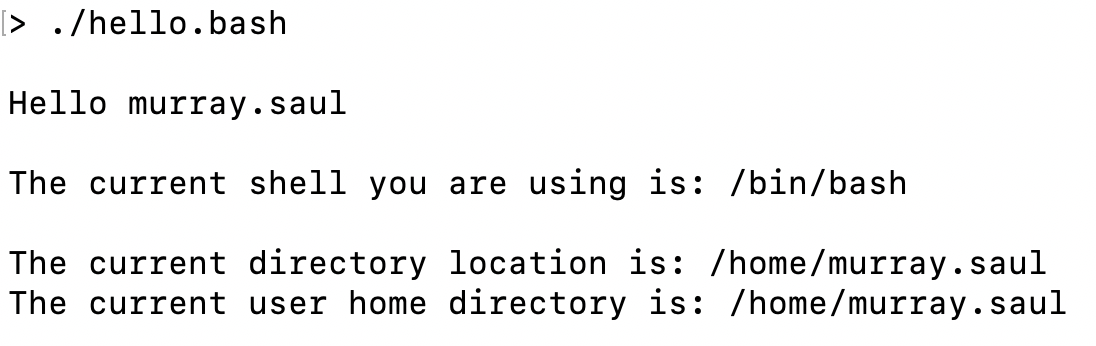 [> ./hello.bash
Hello murray.saul
The current shell you are using is: /bin/bash
The current directory location is: /home/murray.saul
The current user home directory is: /home/murray.saul